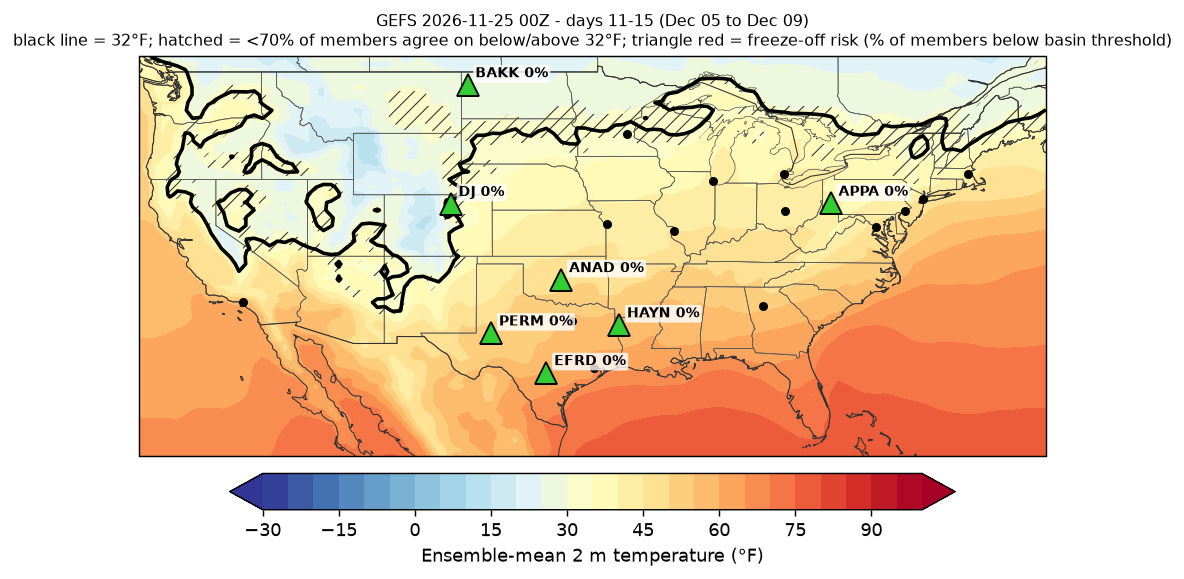 GEFS 2026-11-25 00Z - days 11-15 (Dec 05 to Dec 09)
black line = 32°F; hatched = <70% of members agree on below/above 32°F; triangle red = freeze-off risk (% of members below basin threshold)
BAKK 0%
DJ 0%
APPA 0%
ANAD 0%
HAYN 0%
PERM 0%
EFRD 0%
−30 −15 0 15 30 45 60 75 90
Ensemble-mean 2 m temperature (°F)